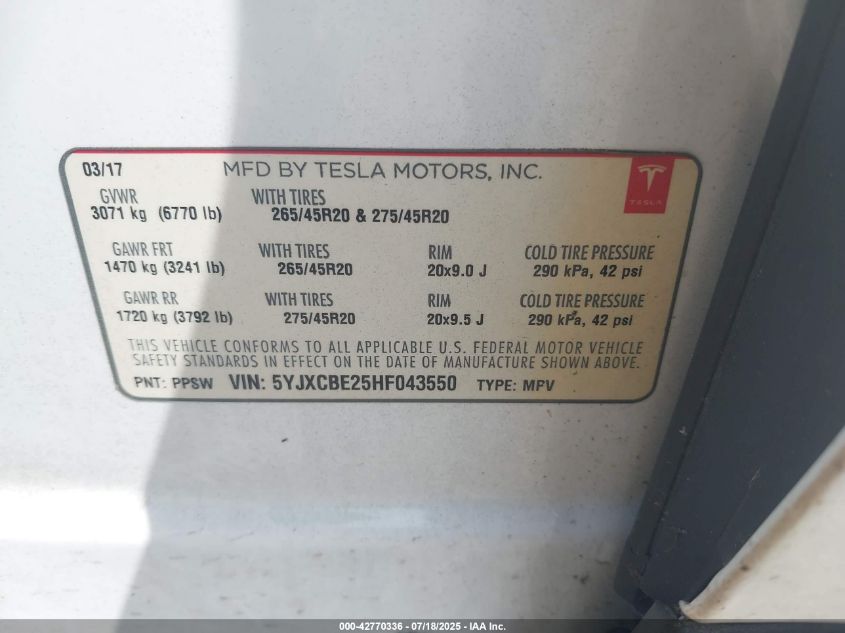 03/17 MFD BY TESLA MOTORS, INC.
TESLA
GVWR WITH TIRES
3071 kg (6770 lb) 265/45R20 & 275/45R20
GAWR FRT WITH TIRES RIM COLD TIRE PRESSURE
1470 kg (3241 lb) 265/45R20 20x9.0 J 290 kPa, 42 psi
GAWR RR WITH TIRES RIM COLD TIRE PRESSURE
1720 kg (3792 lb) 275/45R20 20x9.5 J 290 kPa, 42 psi
THIS VEHICLE CONFORMS TO ALL APPLICABLE U.S. FEDERAL MOTOR VEHICLE
SAFETY STANDARDS IN EFFECT ON THE DATE OF MANUFACTURE SHOWN ABOVE.
PNT: PPSW VIN: 5YJXCBE25HF043550 TYPE: MPV
000-42770336 - 07/18/2025 - IAA Inc.